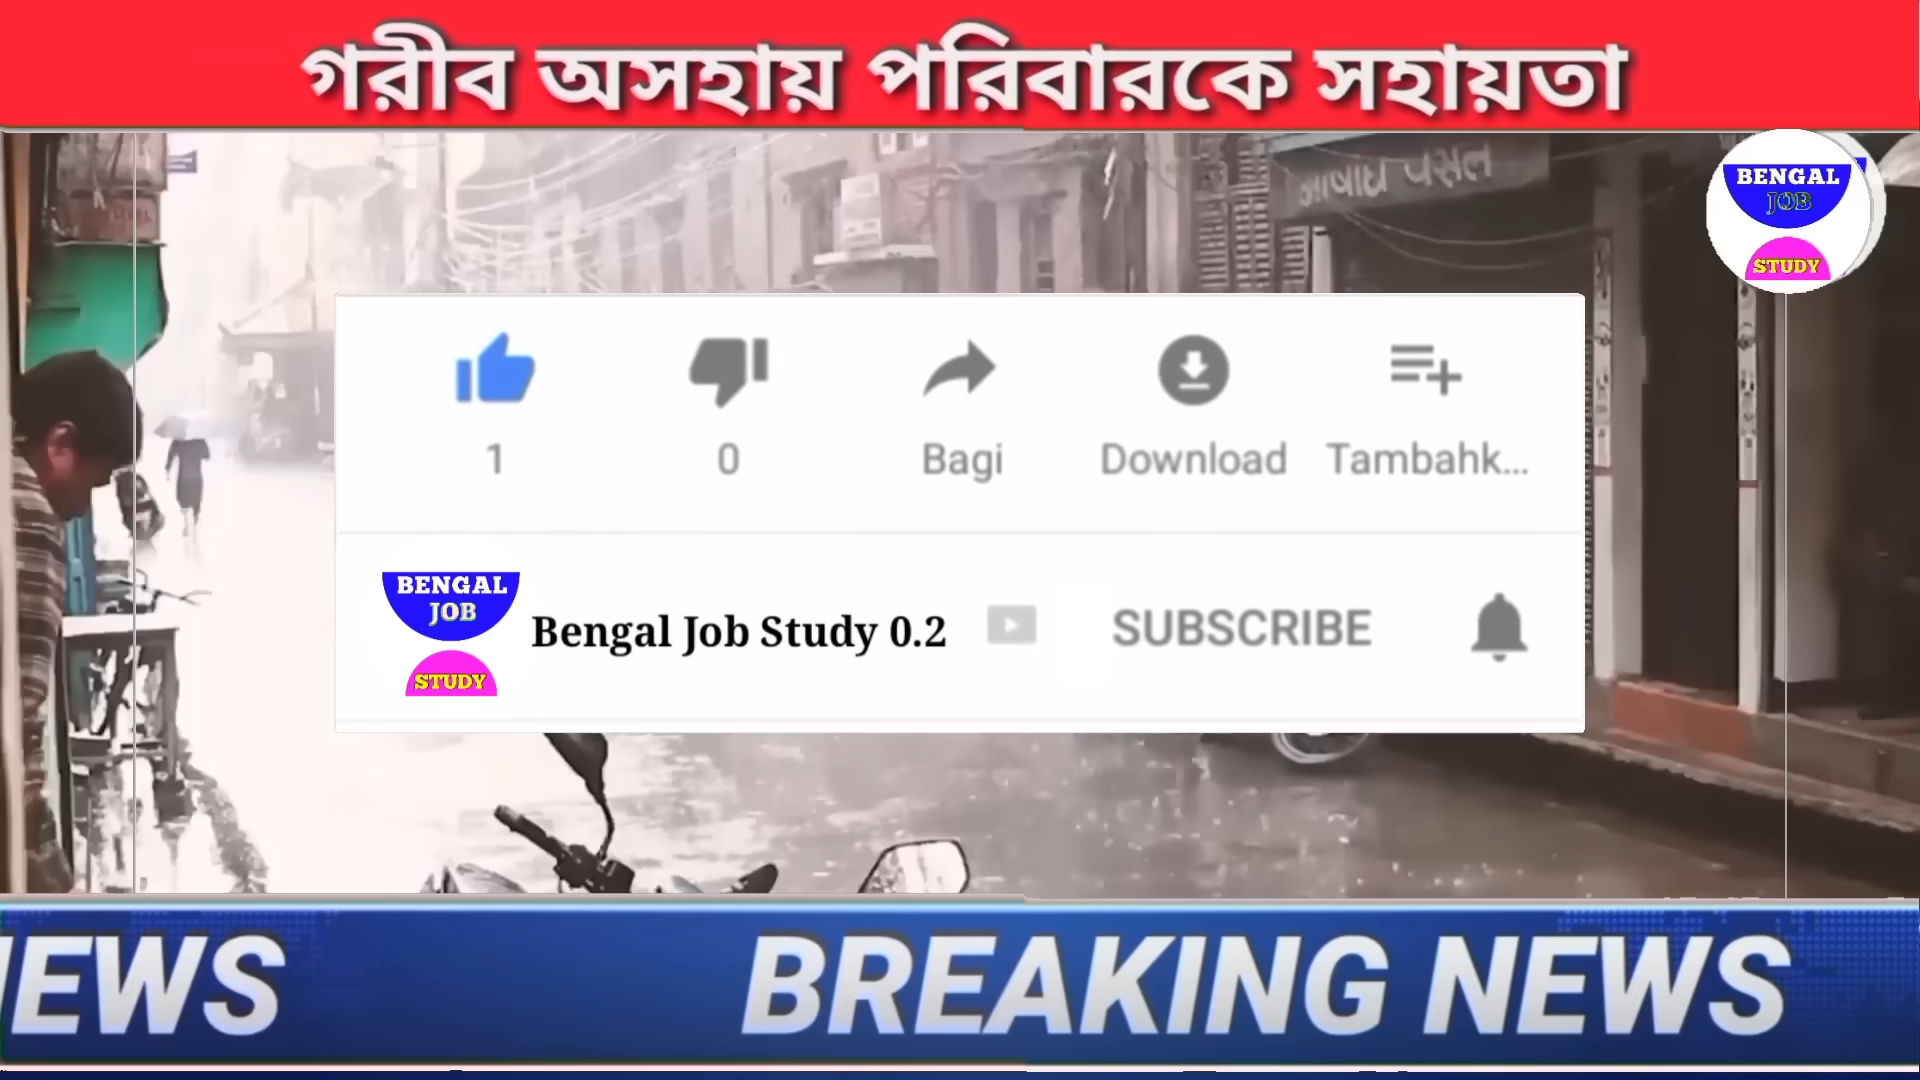 গরীব অসহায় পরিবারকে সহায়তা
BENGAL
JOB
STUDY
1
0
Bagi
Download
Tambahk...
BENGAL
JOB
STUDY
Bengal Job Study 0.2
SUBSCRIBE
EWS
BREAKING NEWS